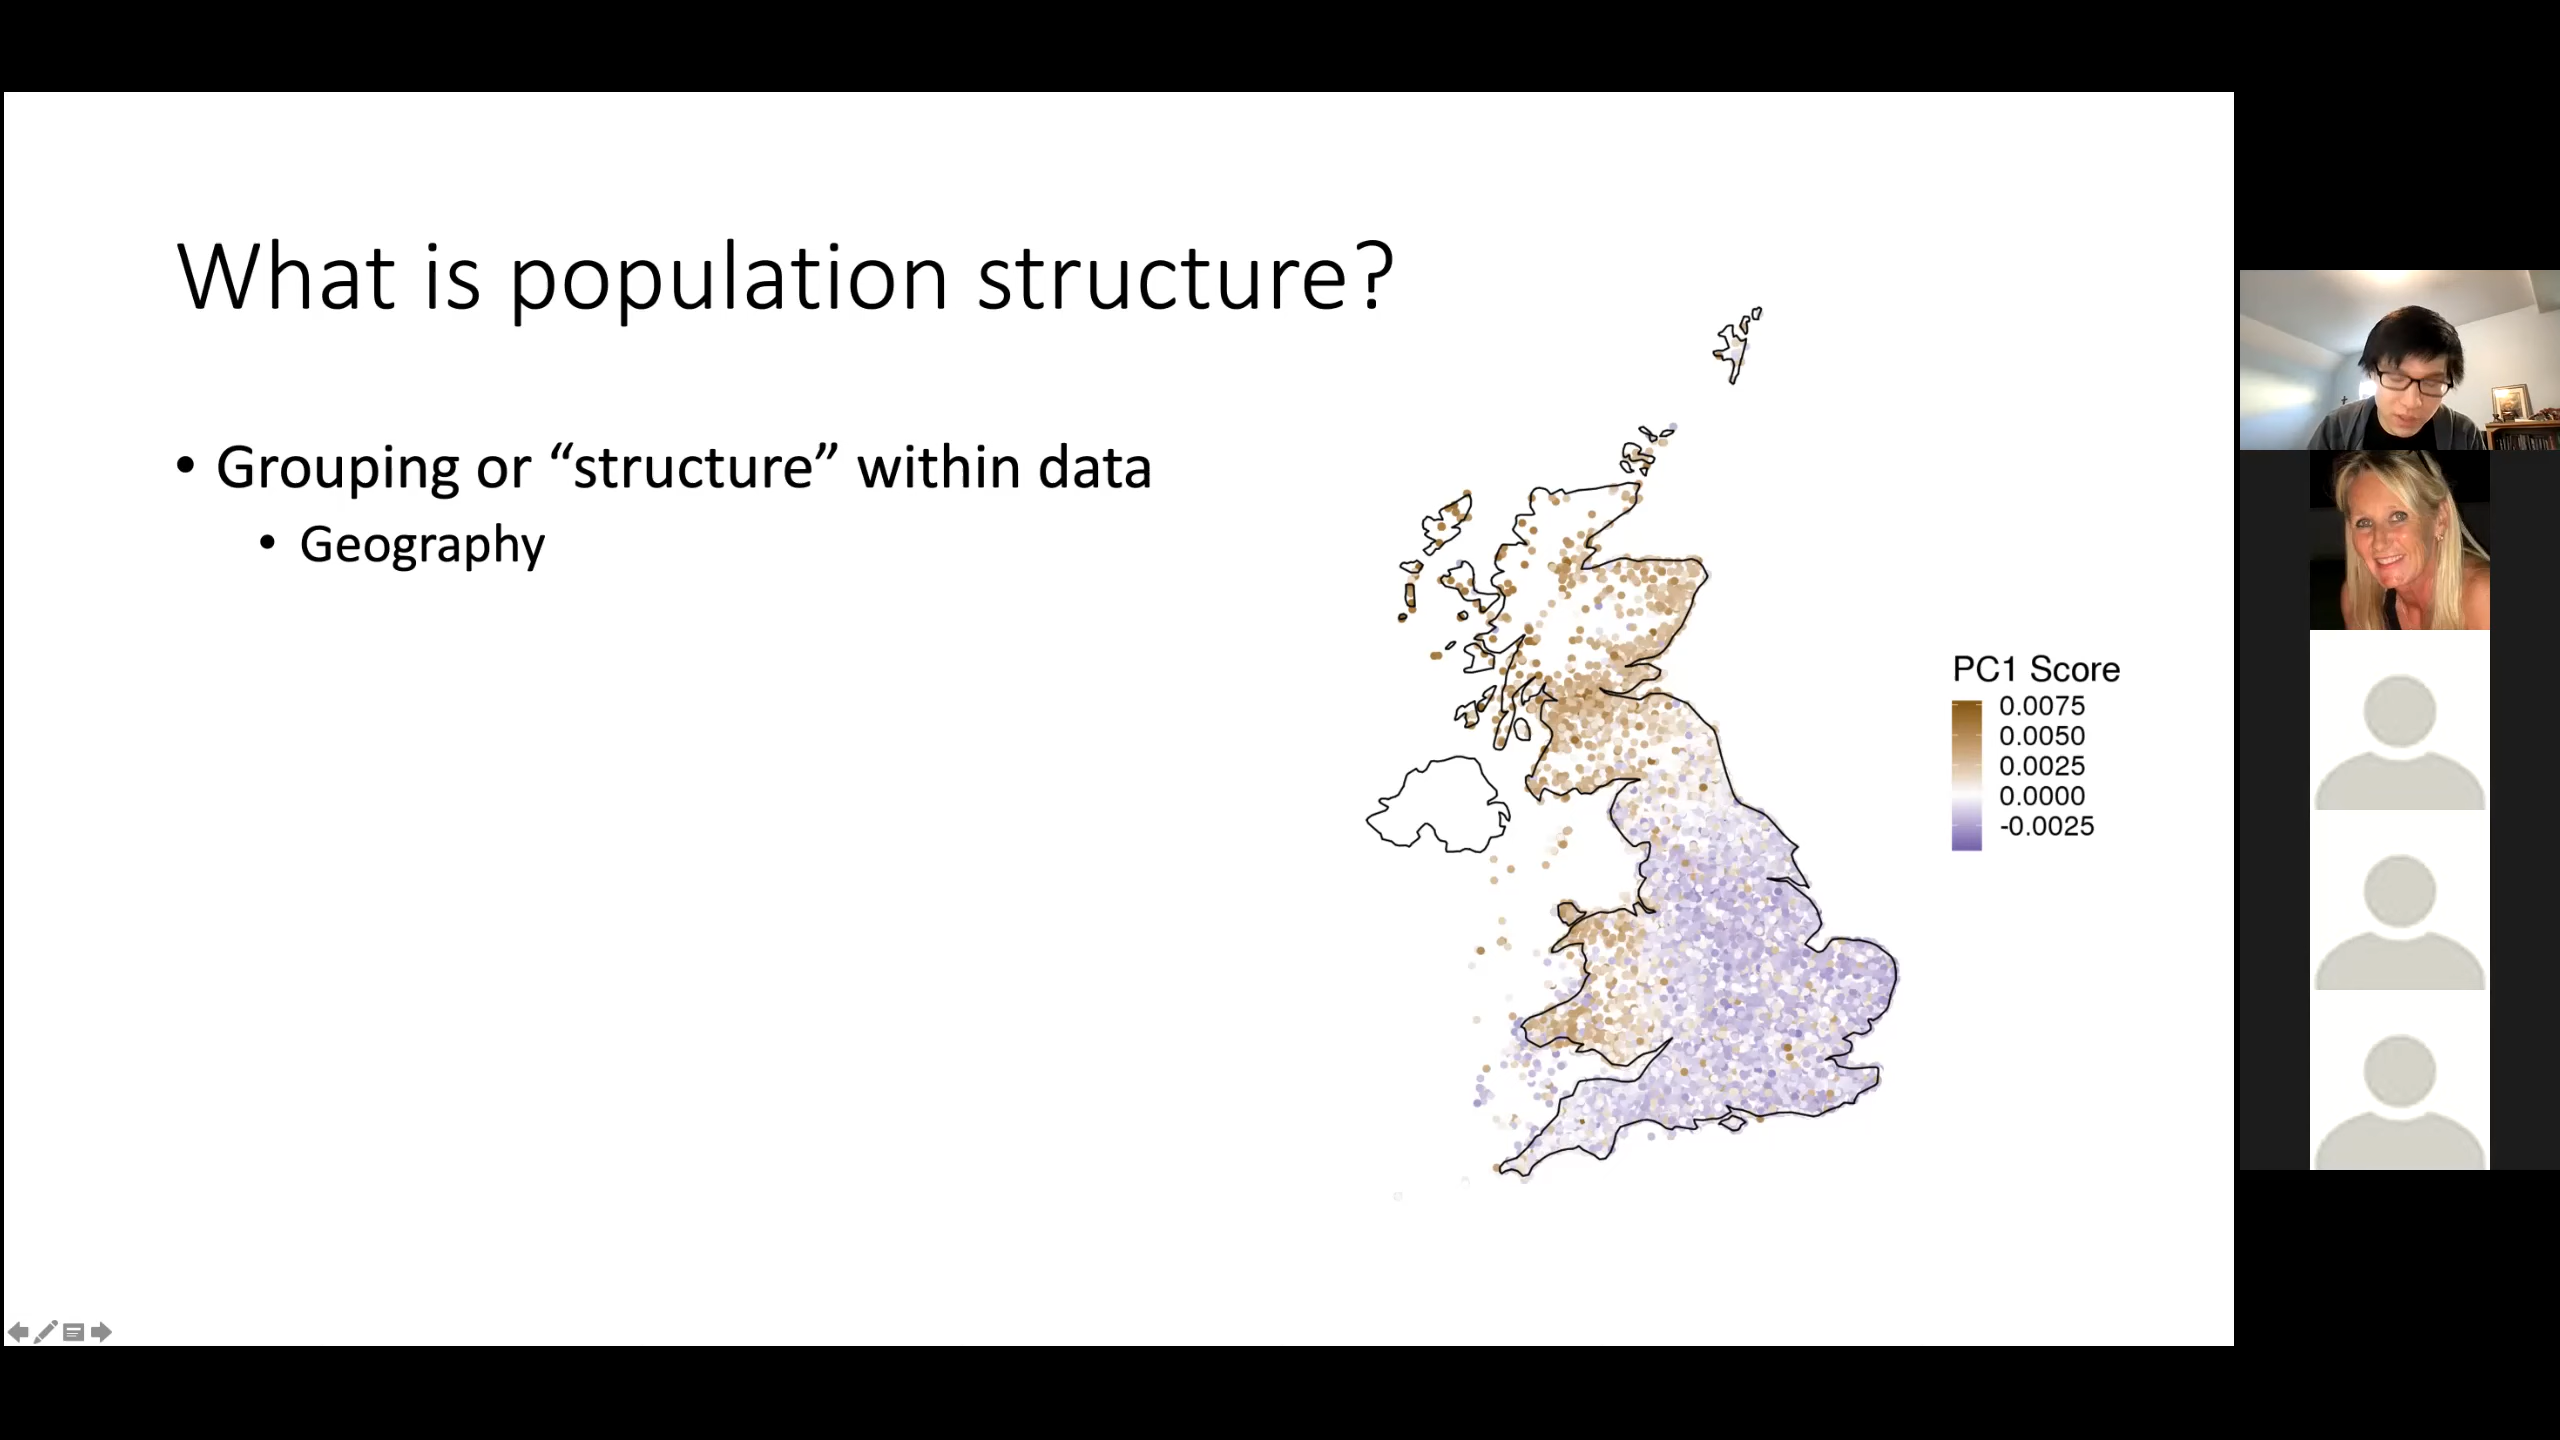 What is population structure?
• Grouping or “structure” within data
• Geography
PC1 Score
0.0075
0.0050
0.0025
0.0000
-0.0025